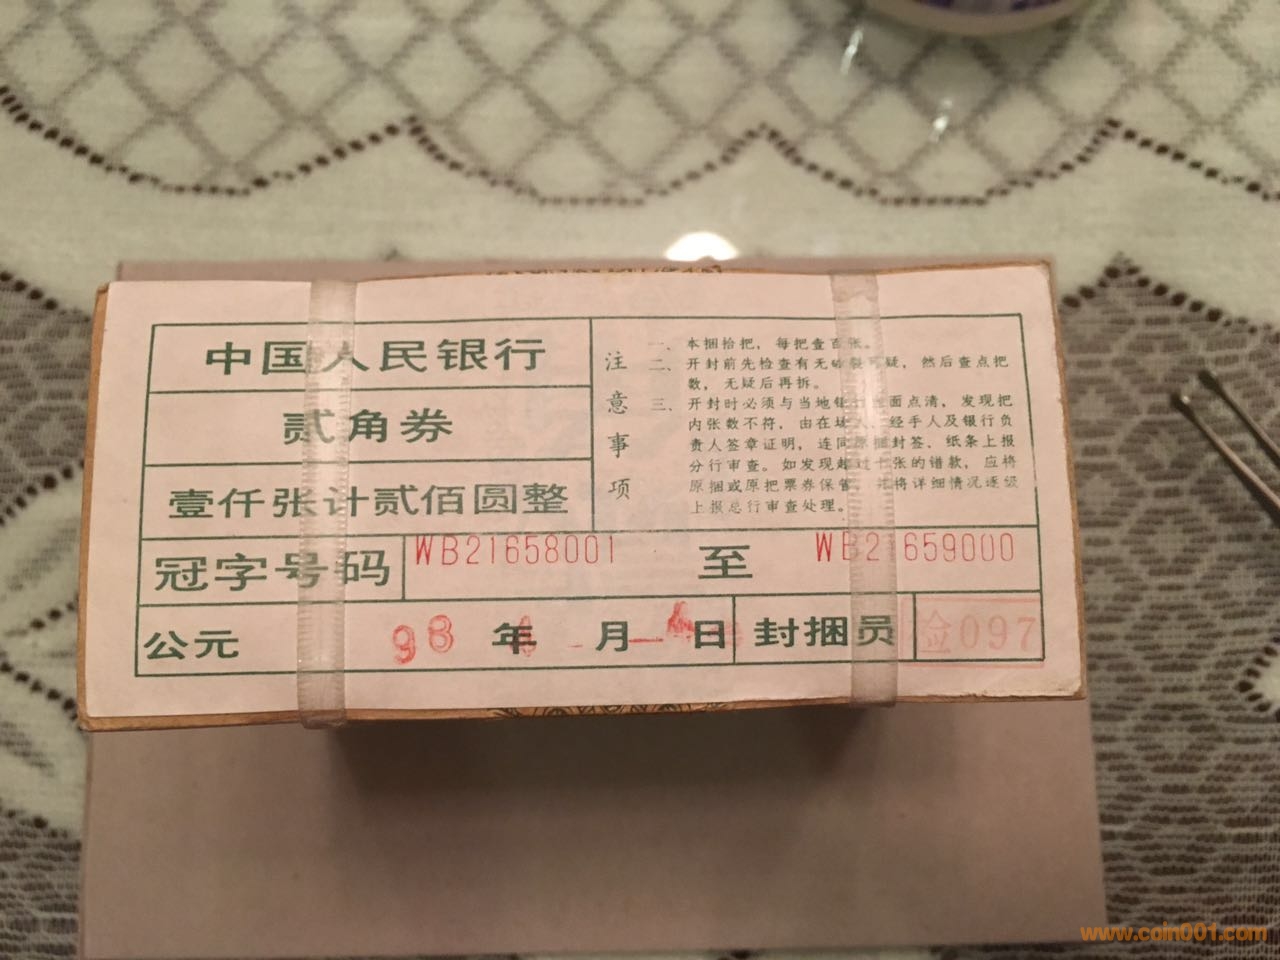 中国人民银行
贰角券
壹仟张计贰佰圆整
注意事项
一、本捆拾把，每把壹百张。
二、开封前先检查有无破裂可疑，然后查点把
数，无疑后再拆。
三、开封时必须与当地银行当面点清，发现把
内张数不符，由在场人、经手人及银行负
责人签章证明，连同原捆封签、纸条上报
分行审查。如发现超过十张的错款，应将
原捆或原把票券保管，并将详细情况逐级
上报总行审查处理。
冠字号码 WB21658001 至 WB21659000
公元 98 年 月 4 日 封捆员 检097
www.coin001.com